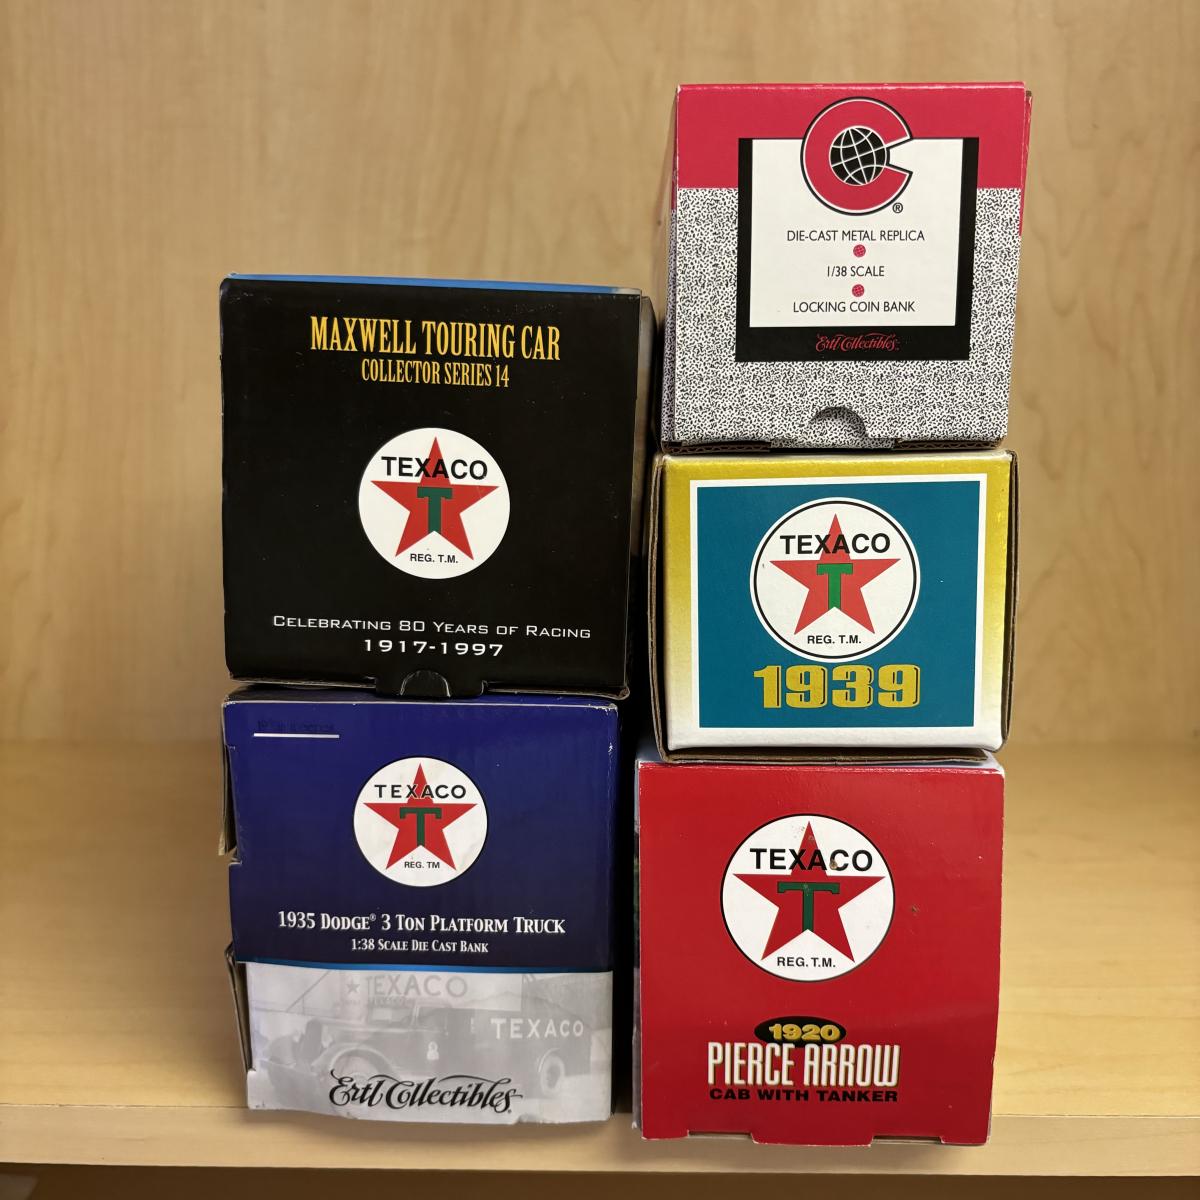 MAXWELL TOURING CAR
COLLECTOR SERIES 14
TEXACO
T
REG. T.M.
CELEBRATING 80 YEARS OF RACING
1917-1997
TEXACO
T
REG. TM
1935 DODGE® 3 TON PLATFORM TRUCK
1:38 SCALE DIE CAST BANK
TEXACO
TEXACO
Ertl Collectibles
C
®
DIE-CAST METAL REPLICA
1/38 SCALE
LOCKING COIN BANK
Ertl Collectibles
TEXACO
T
REG. T.M.
1939
TEXACO
T
REG. T.M.
1920
PIERCE ARROW
CAB WITH TANKER